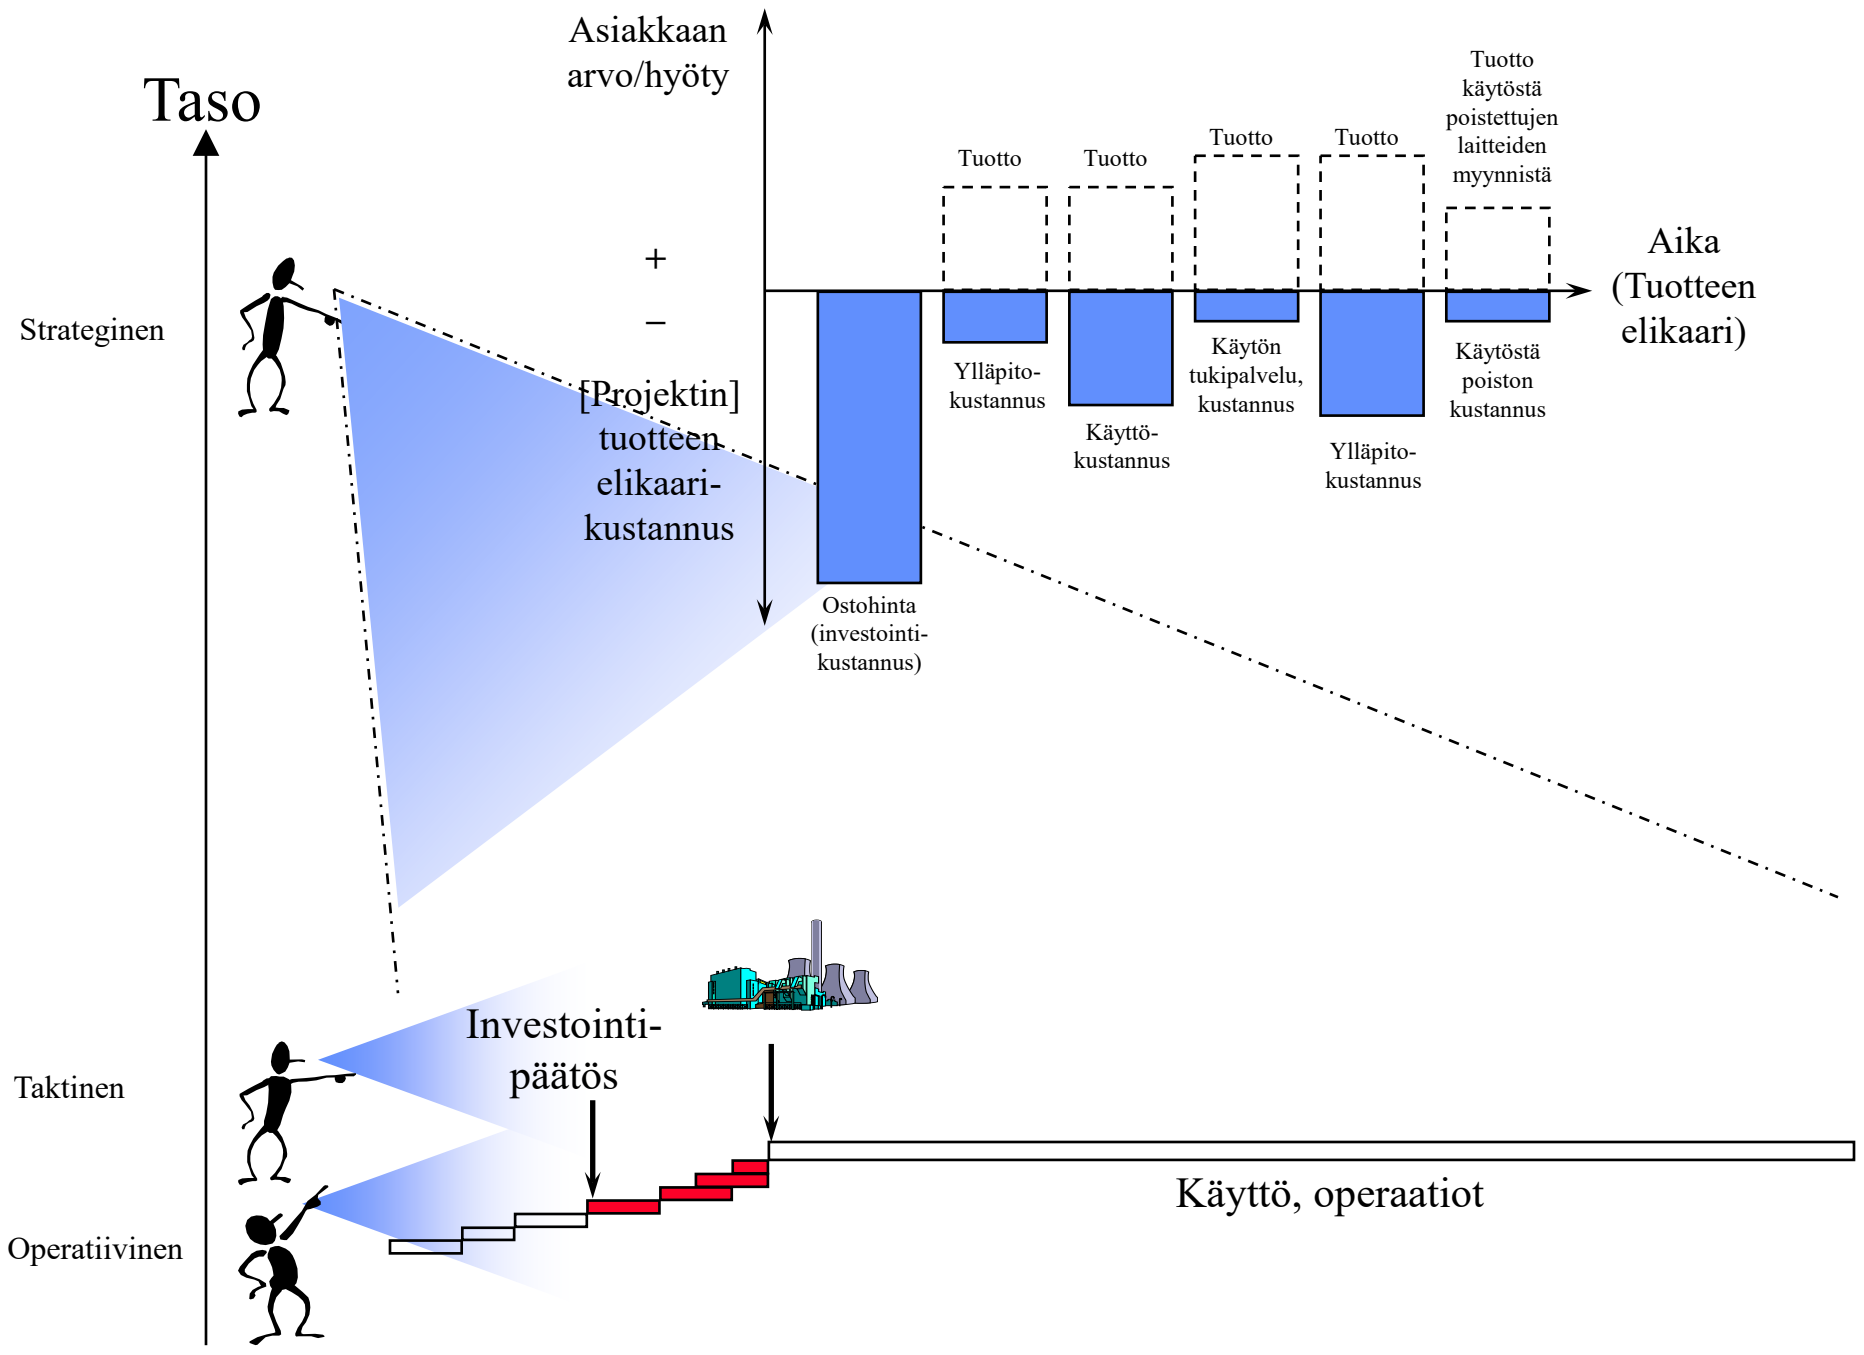 Taso
Asiakkaan
arvo/hyöty
Tuotto
Tuotto
Tuotto
Tuotto
Tuotto
käytöstä
poistettujen
laitteiden
myynnistä
+
−
Aika
(Tuotteen
elikaari)
Strateginen
[Projektin]
tuotteen
elikaari-
kustannus
Ostohinta
(investointi-
kustannus)
Ylläpito-
kustannus
Käyttö-
kustannus
Käytön
tukipalvelu,
kustannus
Ylläpito-
kustannus
Käytöstä
poiston
kustannus
Investointi-
päätös
Taktinen
Käyttö, operaatiot
Operatiivinen